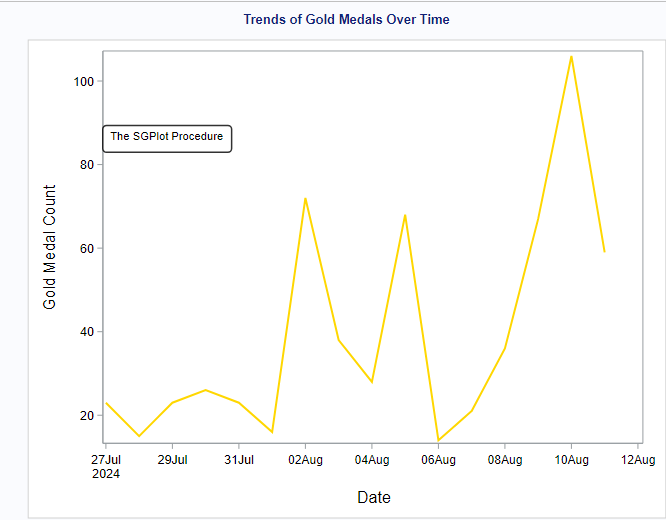 Trends of Gold Medals Over Time
100
The SGPlot Procedure
80
60
40
20
Gold Medal Count
27Jul 29Jul 31Jul 02Aug 04Aug 06Aug 08Aug 10Aug 12Aug
2024
Date